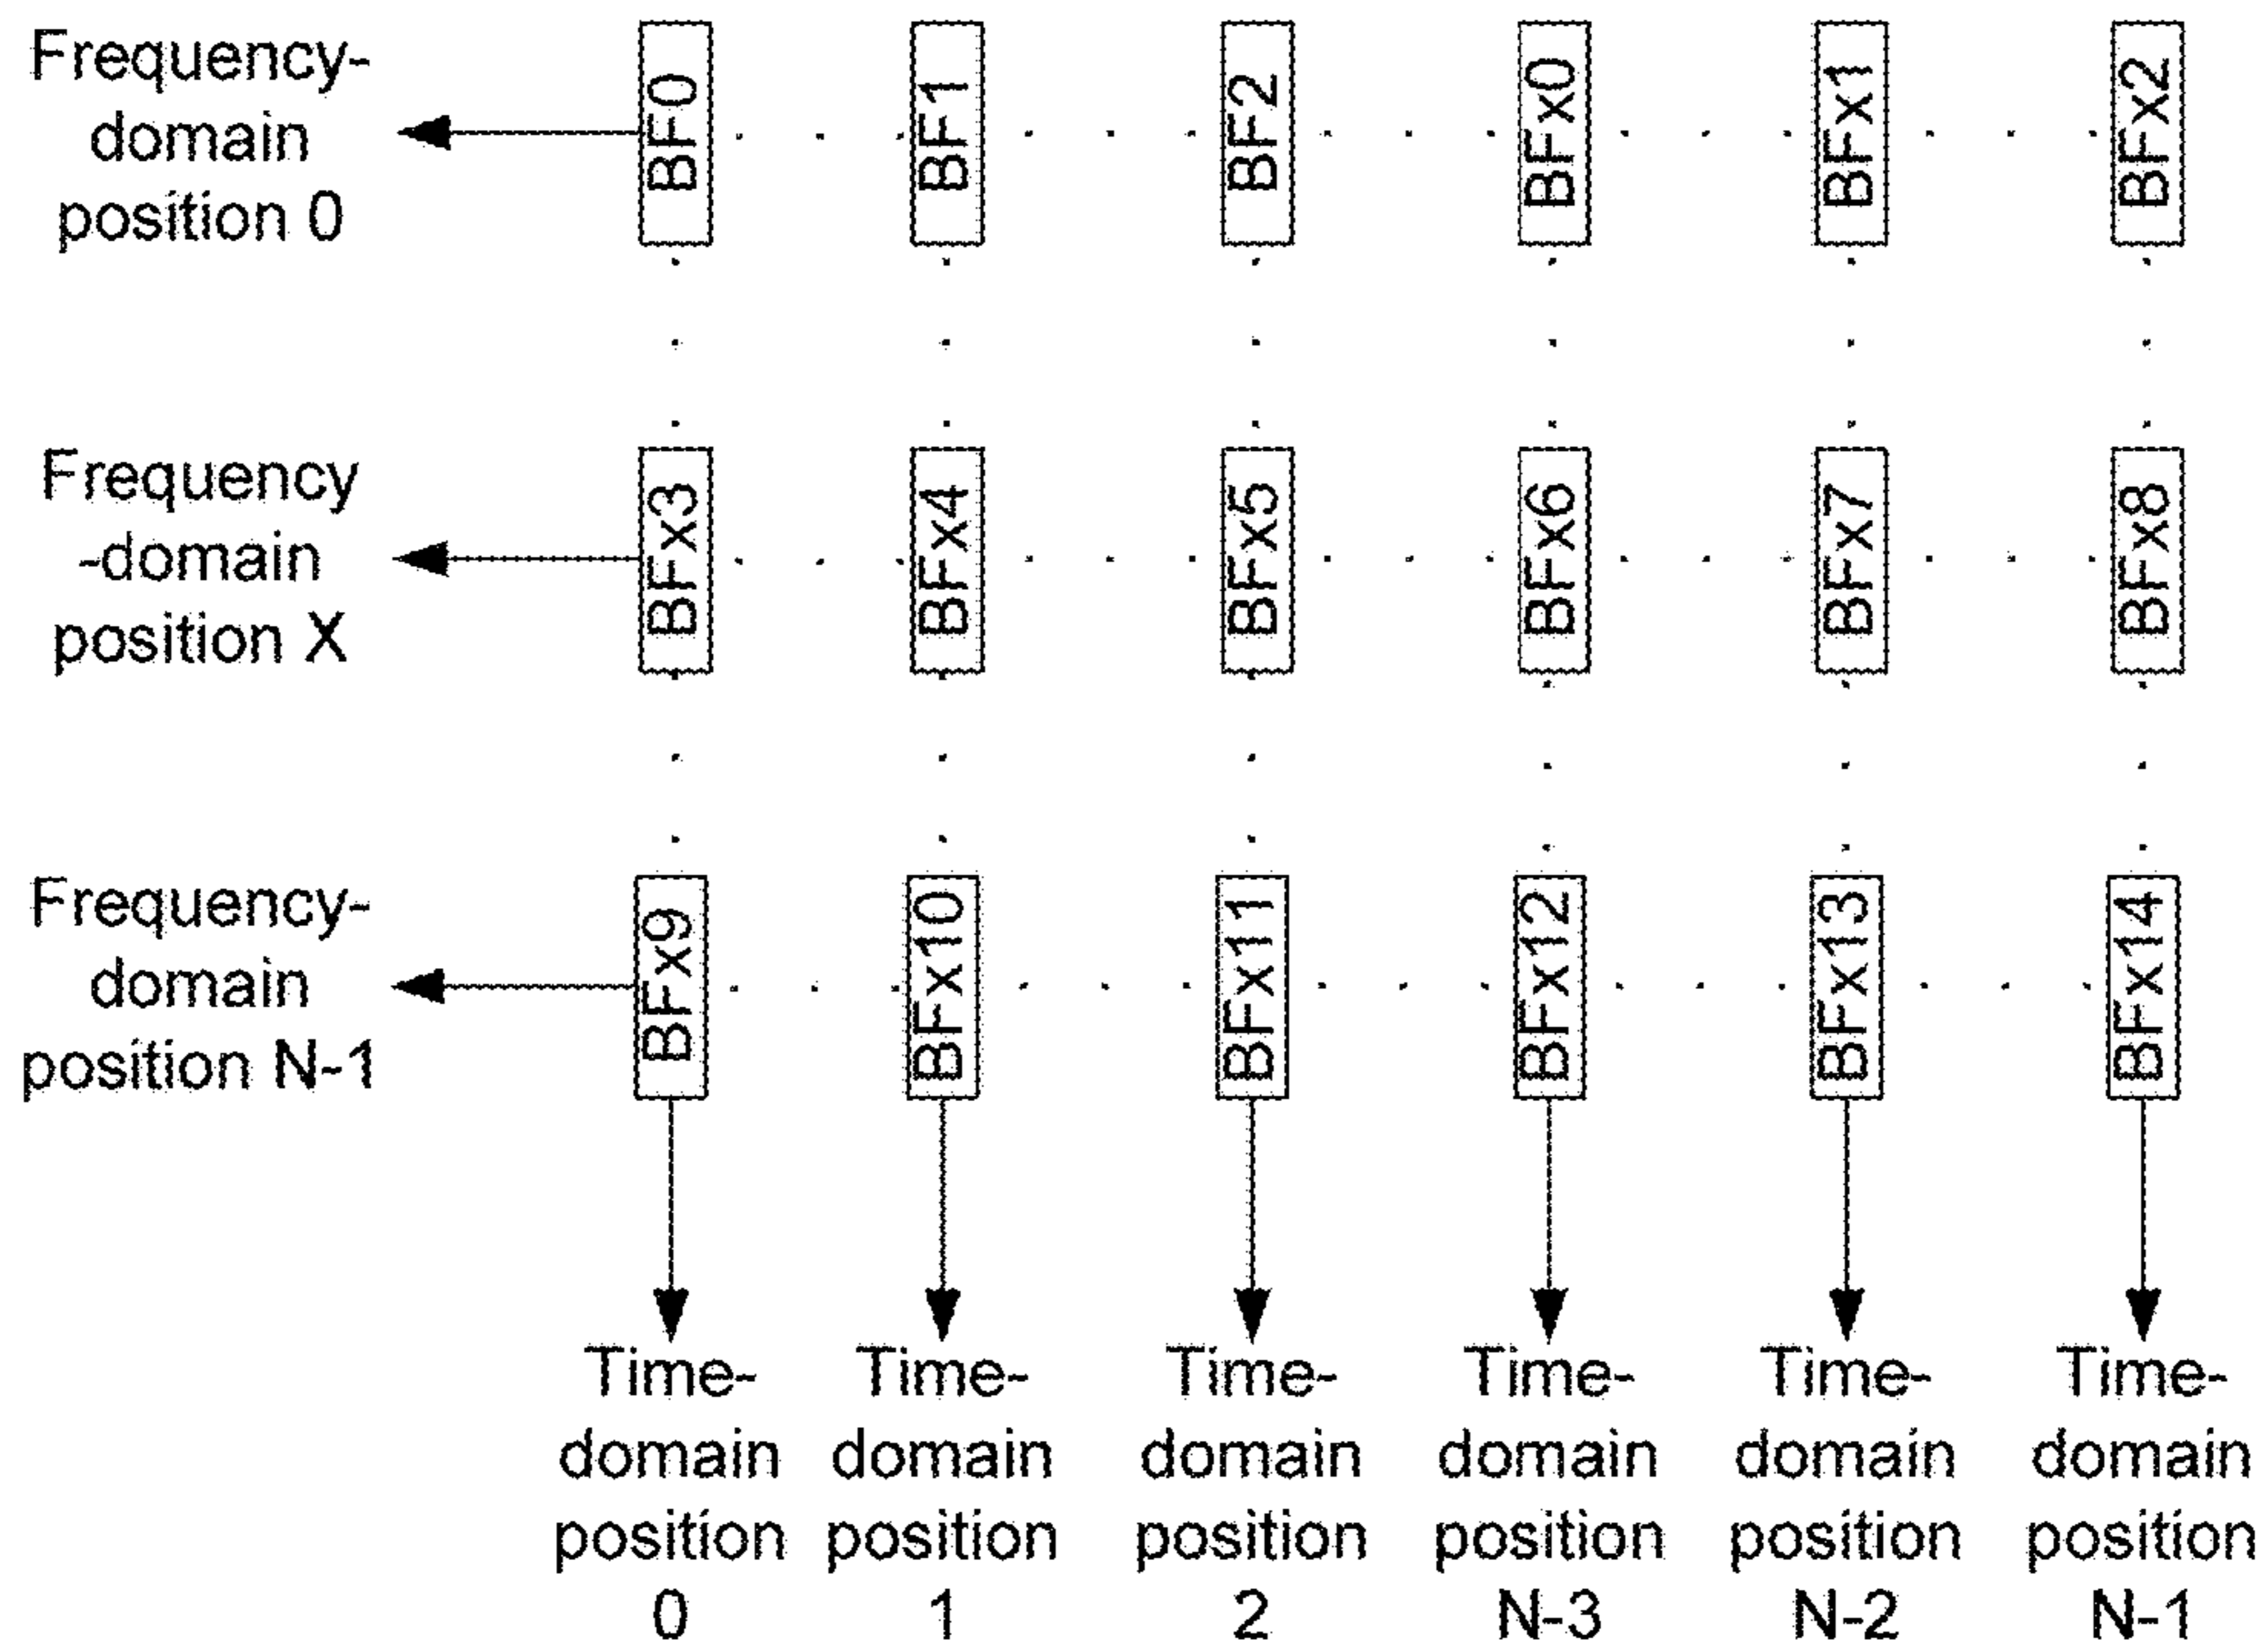 Frequency-
domain
position 0
BF0
BF1
BF2
BFx0
BFx1
BFx2
Frequency
-domain
position X
BFx3
BFx4
BFx5
BFx6
BFx7
BFx8
Frequency-
domain
position N-1
BFx9
BFx10
BFx11
BFx12
BFx13
BFx14
Time-
domain
position
0
Time-
domain
position
1
Time-
domain
position
2
Time-
domain
position
N-3
Time-
domain
position
N-2
Time-
domain
position
N-1